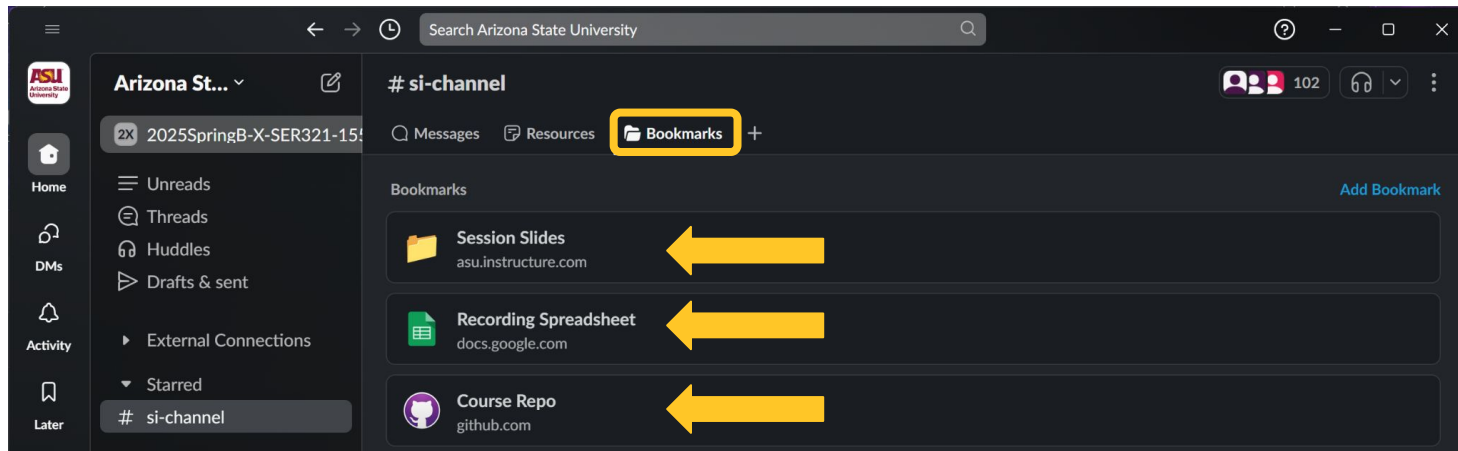 Search Arizona State University
ASU
Arizona State
University
Arizona St...
# si-channel
102
2X 2025SpringB-X-SER321-155
Messages
Resources
Bookmarks
+
Home
Unreads
Threads
Huddles
Drafts & sent
DMs
Activity
External Connections
Starred
# si-channel
Later
Bookmarks
Add Bookmark
Session Slides
asu.instructure.com
Recording Spreadsheet
docs.google.com
Course Repo
github.com